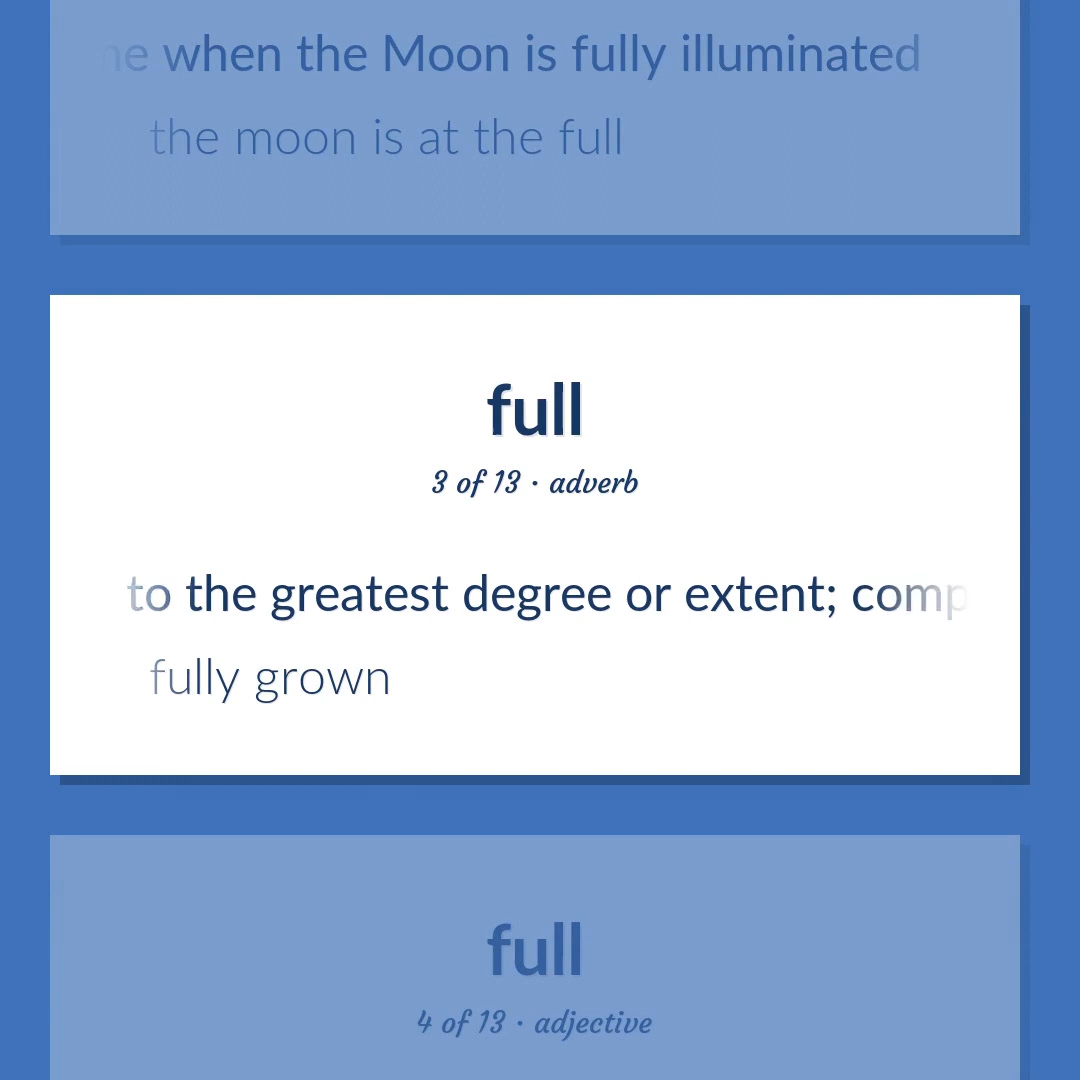 when the Moon is fully illuminated
the moon is at the full
full
3 of 13 · adverb
to the greatest degree or extent;
fully grown
full
4 of 13 · adjective